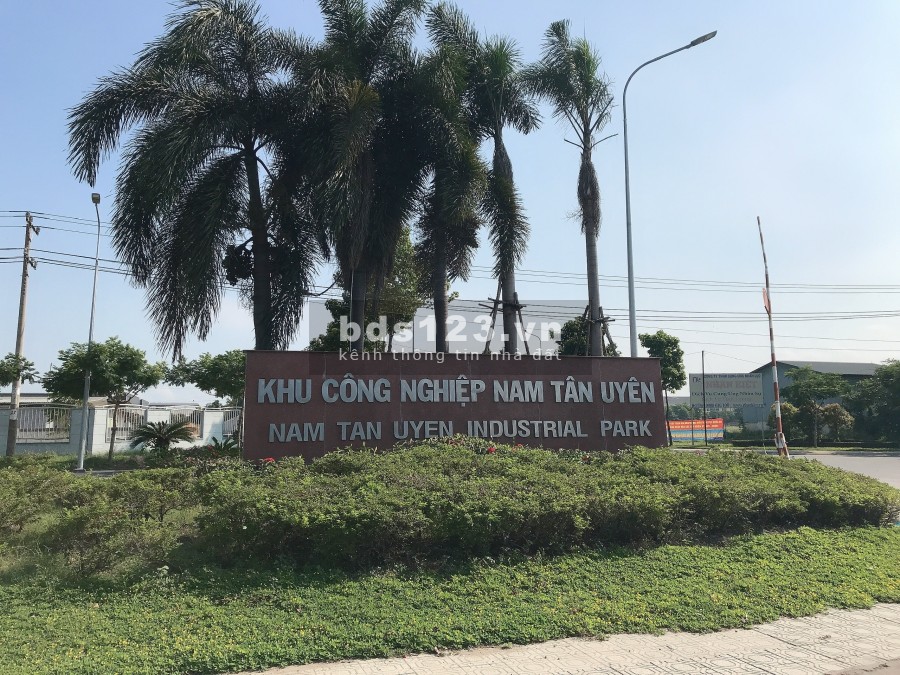 bds123.vn
kênh thông tin nhà đất
KHU CÔNG NGHIỆP NAM TÂN UYÊN
NAM TAN UYEN INDUSTRIAL PARK